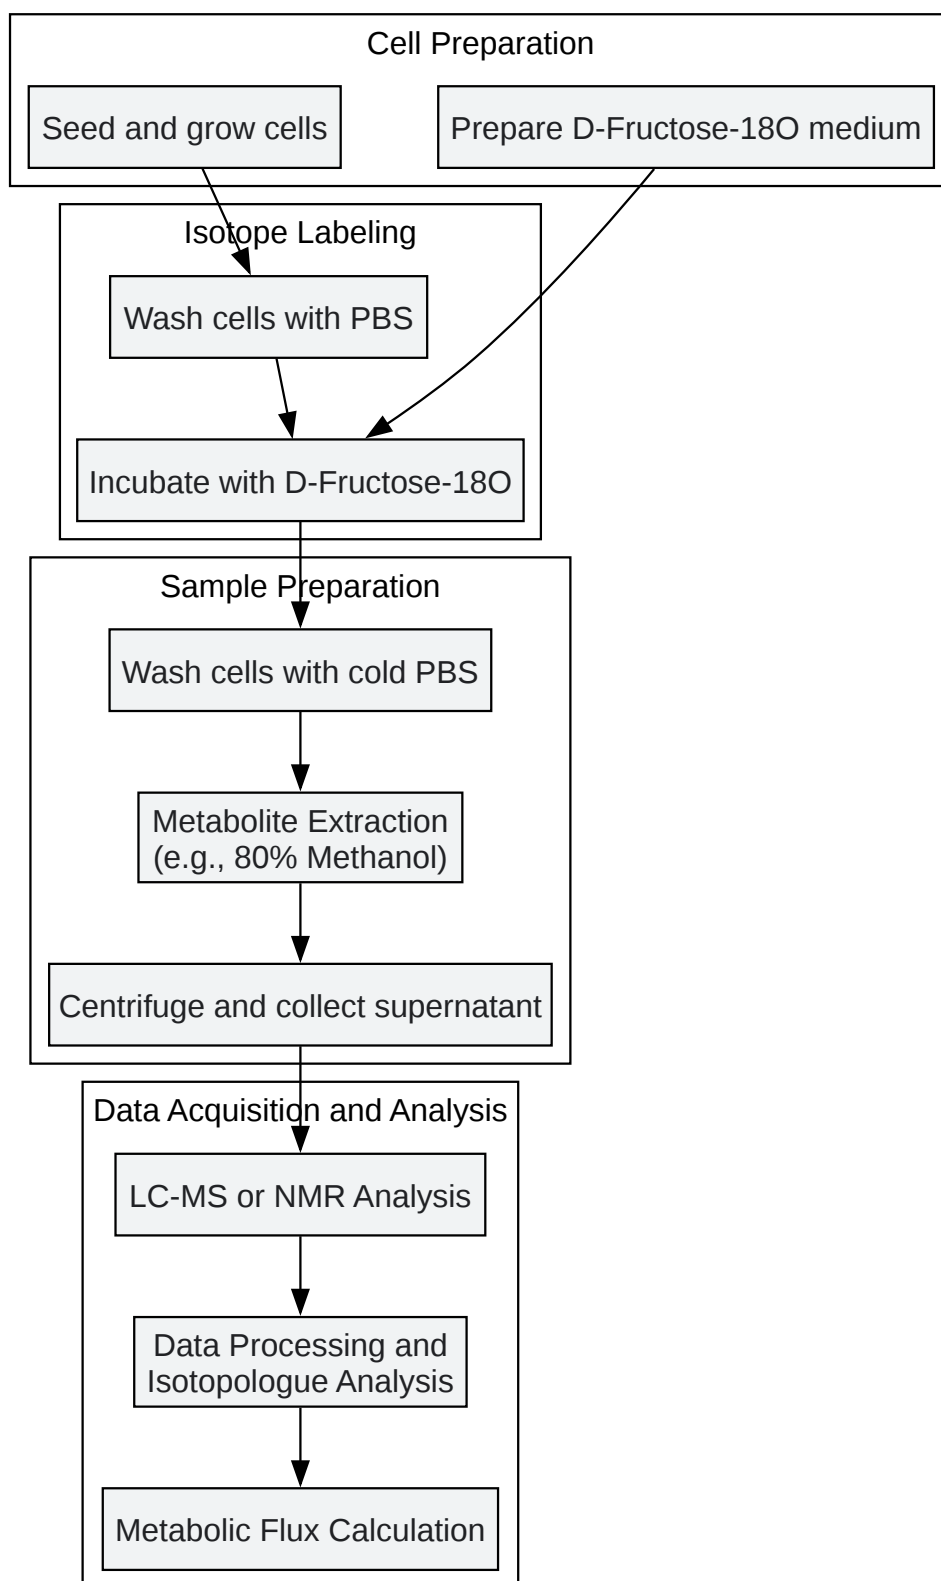 Cell Preparation
Seed and grow cells
Prepare D-Fructose-18O medium
Isotope Labeling
Wash cells with PBS
Incubate with D-Fructose-18O
Sample Preparation
Wash cells with cold PBS
Metabolite Extraction
(e.g., 80% Methanol)
Centrifuge and collect supernatant
Data Acquisition and Analysis
LC-MS or NMR Analysis
Data Processing and
Isotopologue Analysis
Metabolic Flux Calculation